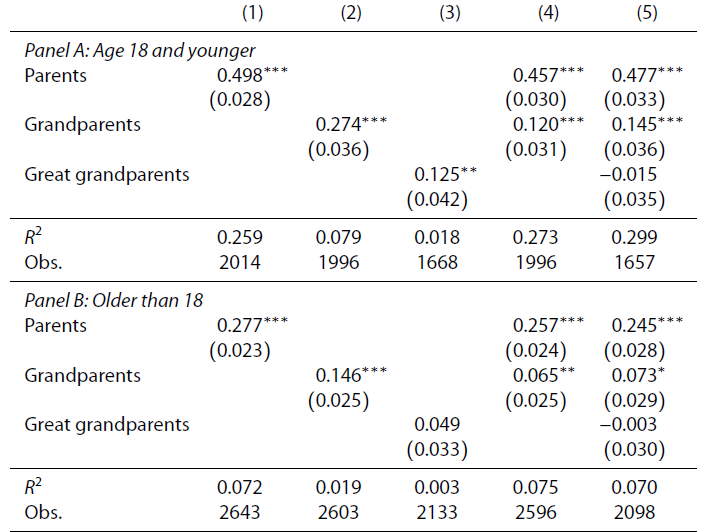 (1) (2) (3) (4) (5)
Panel A: Age 18 and younger
Parents 0.498*** 0.457*** 0.477***
(0.028) (0.030) (0.033)
Grandparents 0.274*** 0.120*** 0.145***
(0.036) (0.031) (0.036)
Great grandparents 0.125** −0.015
(0.042) (0.035)
R² 0.259 0.079 0.018 0.273 0.299
Obs. 2014 1996 1668 1996 1657
Panel B: Older than 18
Parents 0.277*** 0.257*** 0.245***
(0.023) (0.024) (0.028)
Grandparents 0.146*** 0.065** 0.073*
(0.025) (0.025) (0.029)
Great grandparents 0.049 −0.003
(0.033) (0.030)
R² 0.072 0.019 0.003 0.075 0.070
Obs. 2643 2603 2133 2596 2098